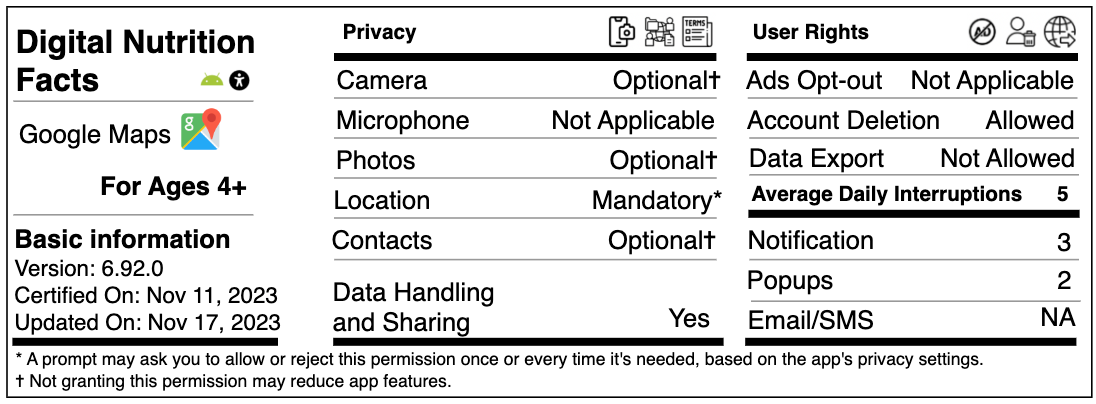 Digital Nutrition
Facts
Google Maps
g
For Ages 4+
Basic information
Version: 6.92.0
Certified On: Nov 11, 2023
Updated On: Nov 17, 2023
Privacy
TERMS
Camera Optional†
Microphone Not Applicable
Photos Optional†
Location Mandatory*
Contacts Optional†
Data Handling
and Sharing Yes
User Rights
AD
Ads Opt-out Not Applicable
Account Deletion Allowed
Data Export Not Allowed
Average Daily Interruptions 5
Notification 3
Popups 2
Email/SMS NA
* A prompt may ask you to allow or reject this permission once or every time it's needed, based on the app's privacy settings.
† Not granting this permission may reduce app features.